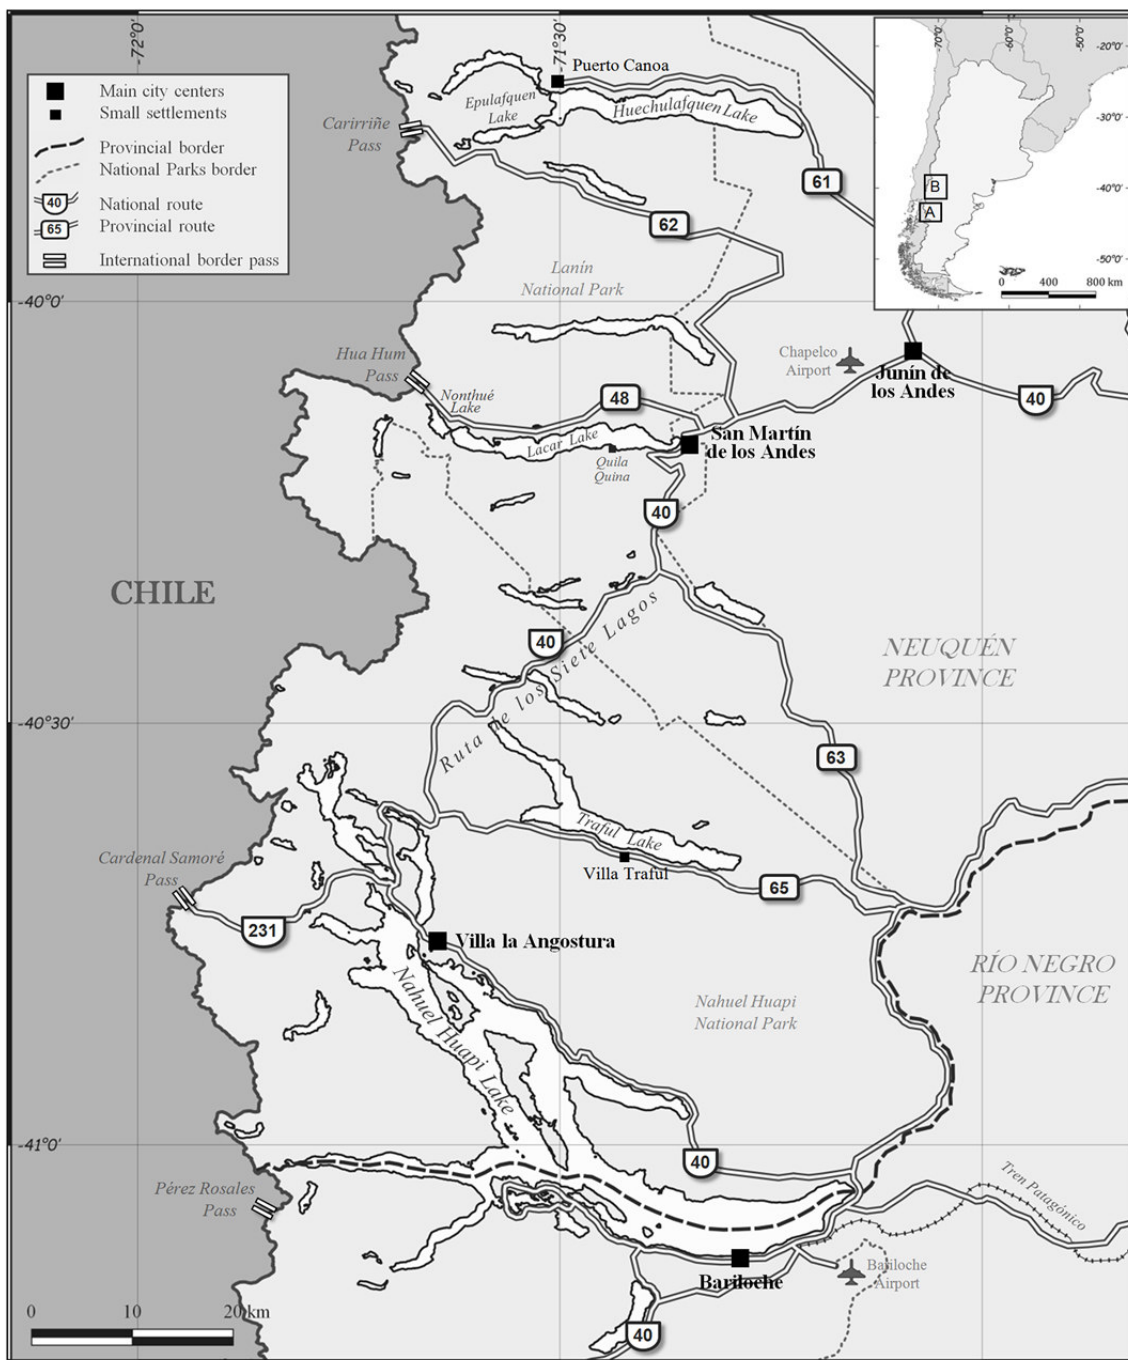 -72°0'
-71°30'
Main city centers
Small settlements
Provincial border
National Parks border
40
National route
65
Provincial route
International border pass
-70°0'
-60°0'
-50°0'
-20°0'
-30°0'
-40°0'
-50°0'
B
A
0 400 800 km
Puerto Canoa
Epulafquen
Lake
Huechulafquen Lake
Carirriñe
Pass
61
62
Lanín
National Park
-40°0'
Hua Hum
Pass
Chapelco
Airport
Junín de
los Andes
40
Nonthué
Lake
48
Lacar Lake
San Martín
de los Andes
Quila
Quina
40
CHILE
40
Ruta de los Siete Lagos
NEUQUÉN
PROVINCE
-40°30'
63
Traful Lake
Villa Traful
65
Cardenal Samoré
Pass
231
Villa la Angostura
RÍO NEGRO
PROVINCE
Nahuel Huapi Lake
Nahuel Huapi
National Park
-41°0'
40
Tren Patagónico
Pérez Rosales
Pass
Bariloche
Bariloche
Airport
40
0 10 20 km